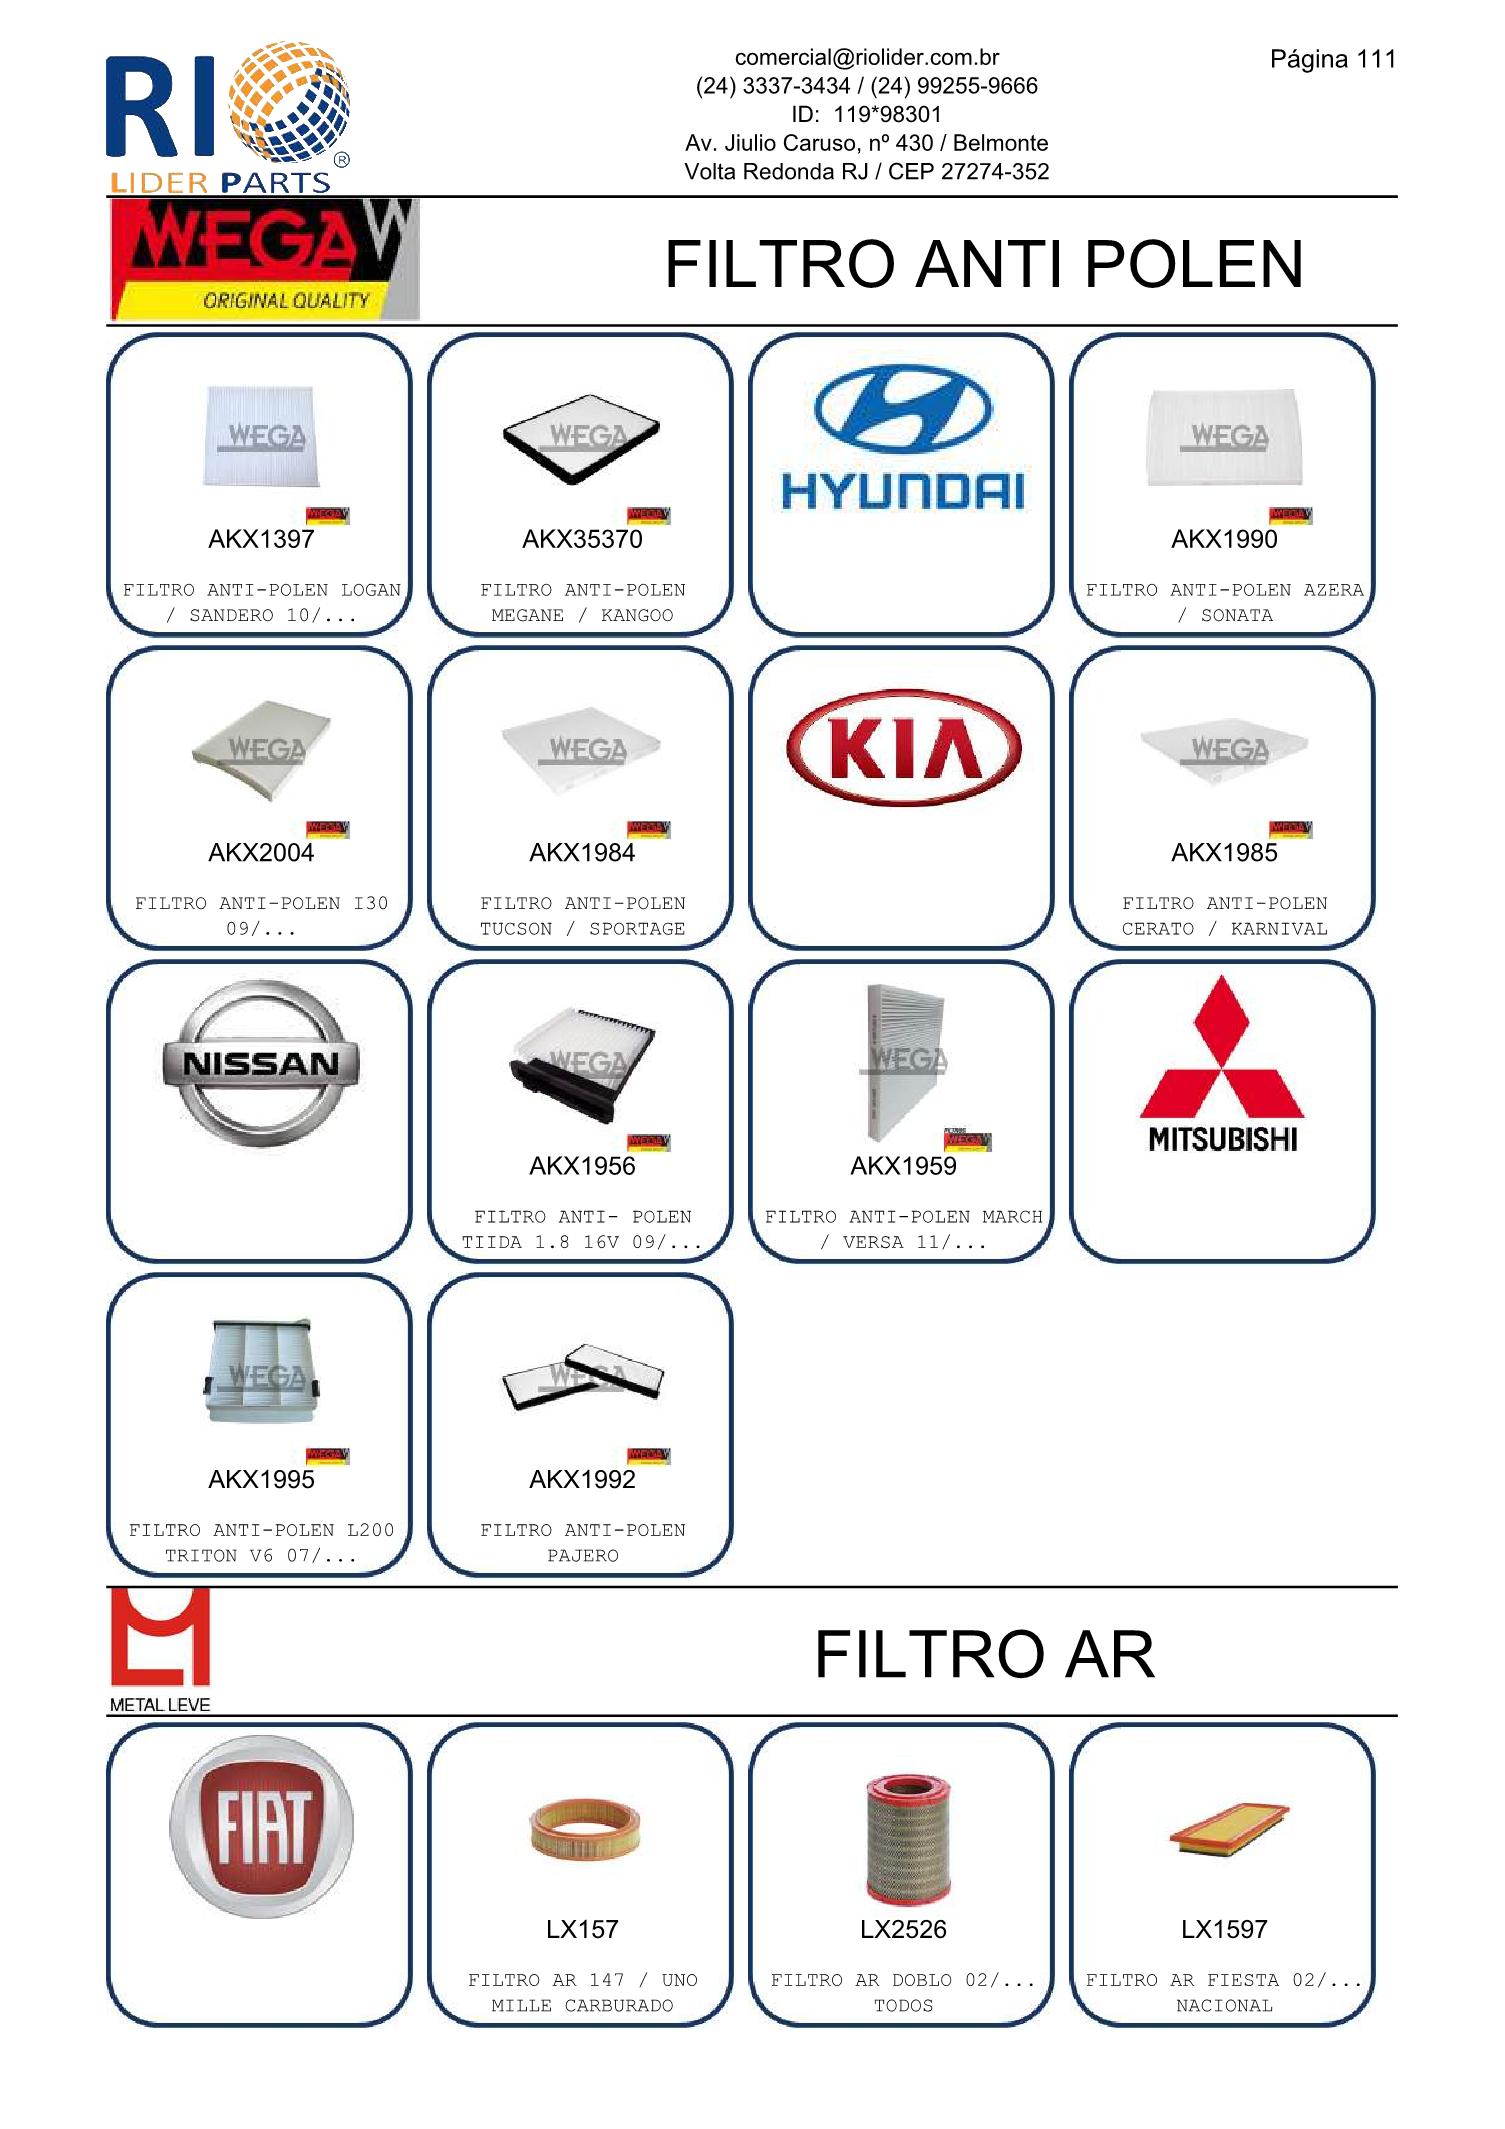 RIO
®
LIDER PARTS
comercial@riolider.com.br
(24) 3337-3434 / (24) 99255-9666
ID: 119*98301
Av. Jiulio Caruso, nº 430 / Belmonte
Volta Redonda RJ / CEP 27274-352
Página 111
WEGA W
ORIGINAL QUALITY
FILTRO ANTI POLEN
WEGA
AKX1397
FILTRO ANTI-POLEN LOGAN
/ SANDERO 10/...
WEGA
AKX35370
FILTRO ANTI-POLEN
MEGANE / KANGOO
HYUNDAI
WEGA
AKX1990
FILTRO ANTI-POLEN AZERA
/ SONATA
WEGA
AKX2004
FILTRO ANTI-POLEN I30
09/...
WEGA
AKX1984
FILTRO ANTI-POLEN
TUCSON / SPORTAGE
KIA
WEGA
AKX1985
FILTRO ANTI-POLEN
CERATO / KARNIVAL
NISSAN
WEGA
AKX1956
FILTRO ANTI- POLEN
TIIDA 1.8 16V 09/...
WEGA
AKX1959
FILTRO ANTI-POLEN MARCH
/ VERSA 11/...
MITSUBISHI
WEGA
AKX1995
FILTRO ANTI-POLEN L200
TRITON V6 07/...
WEGA
AKX1992
FILTRO ANTI-POLEN
PAJERO
METAL LEVE
FILTRO AR
FIAT
LX157
FILTRO AR 147 / UNO
MILLE CARBURADO
LX2526
FILTRO AR DOBLO 02/...
TODOS
LX1597
FILTRO AR FIESTA 02/...
NACIONAL